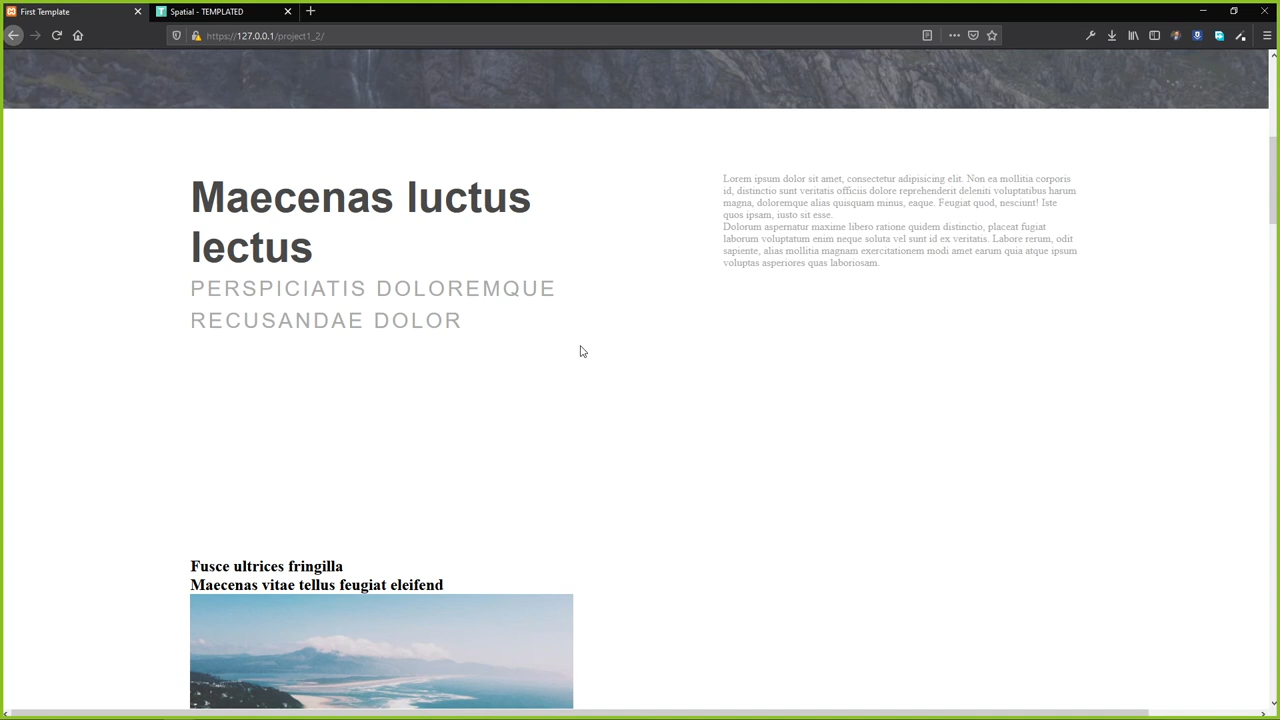 First Template
Spatial - TEMPLATED
https://127.0.0.1/project1_2/
Maecenas luctus
lectus
PERSPICIATIS DOLOREMQUE
RECUSANDAE DOLOR
Lorem ipsum dolor sit amet, consectetur adipisicing elit. Non ea mollitia corporis
id, distinctio sunt veritatis officiis dolore reprehenderit deleniti voluptatibus harum
magna, doloremque alias quisquam minus, eaque. Feugiat quod, nesciunt! Iste
quos ipsam, iusto sit esse.
Dolorum aspernatur maxime libero ratione quidem distinctio, placeat fugiat
laborum voluptatum enim neque soluta vel sunt id ex veritatis. Labore rerum, odit
sapiente, alias mollitia magnam exercitationem modi amet earum quia atque ipsum
voluptas asperiores quas laboriosam.
Fusce ultrices fringilla
Maecenas vitae tellus feugiat eleifend